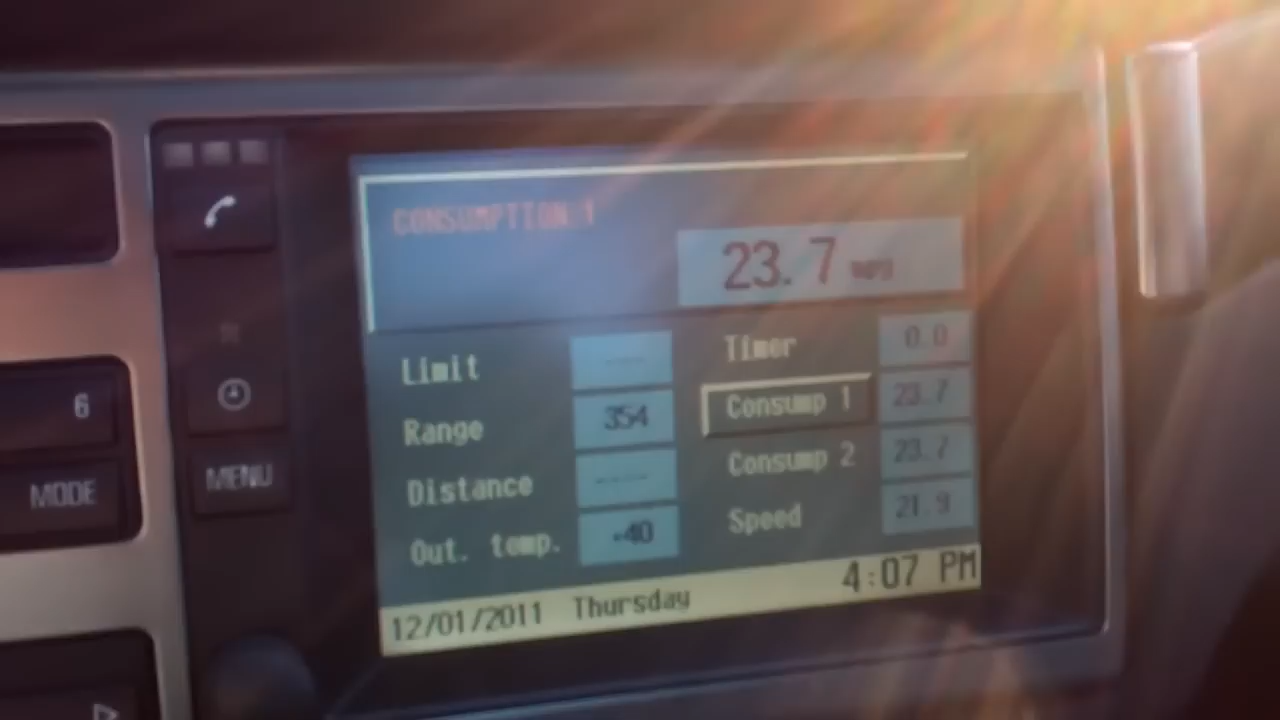 CONSUMPTION 1
23.7 mpg
Limit ---- Timer 0.0
Range 354 Consump 1 23.7
Distance ---- Consump 2 23.7
Out. temp. -40 Speed 21.9
12/01/2011 Thursday 4:07 PM
6
MODE
MENU